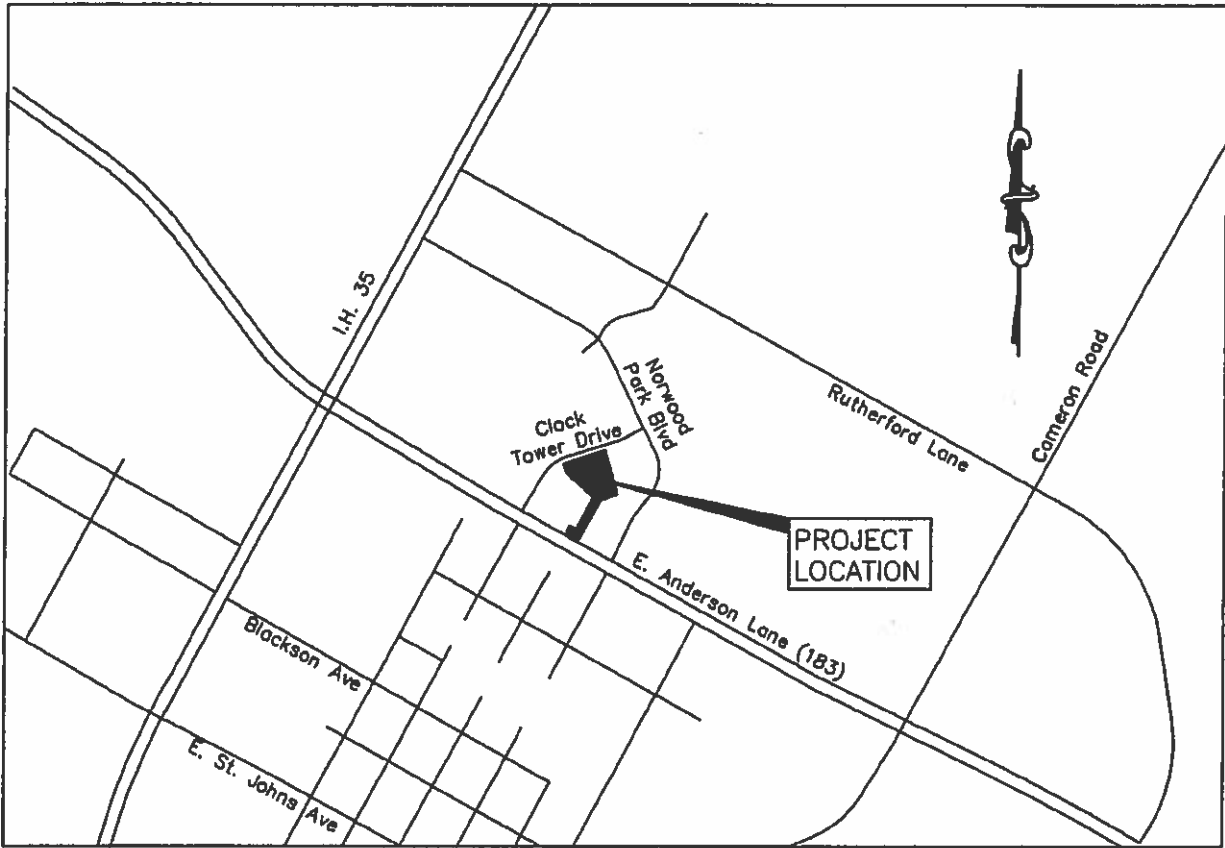 I.H. 35
Norwood
Park Blvd
Clock
Tower Drive
Rutherford Lane
Cameron Road
PROJECT
LOCATION
E. Anderson Lane (183)
Blackson Ave
E. St. Johns Ave